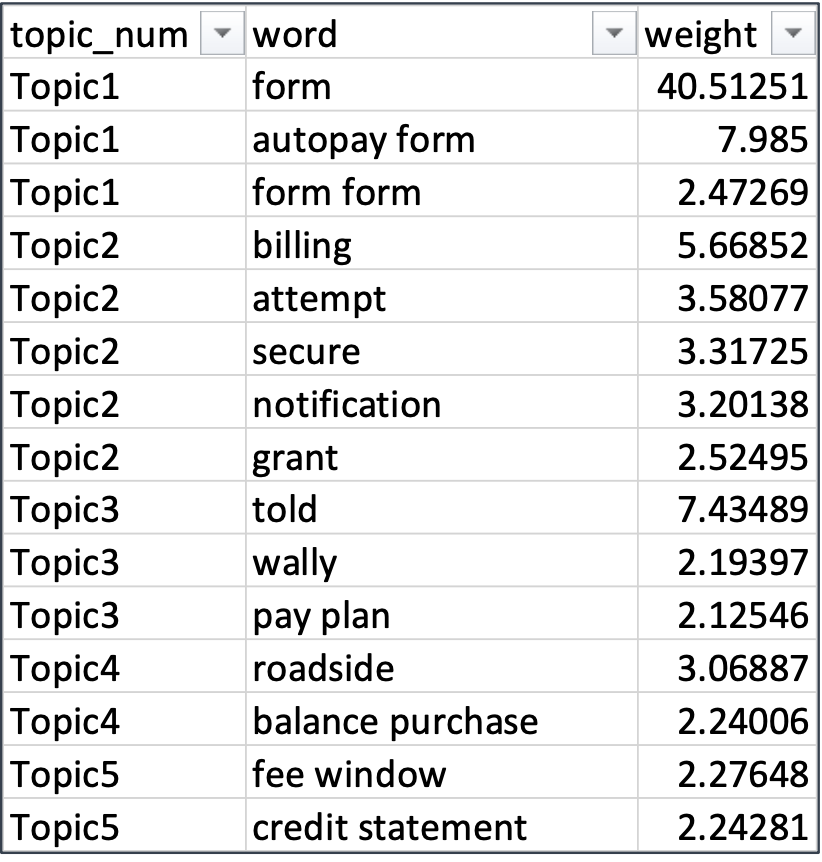 topic_num word weight
Topic1 form 40.51251
Topic1 autopay form 7.985
Topic1 form form 2.47269
Topic2 billing 5.66852
Topic2 attempt 3.58077
Topic2 secure 3.31725
Topic2 notification 3.20138
Topic2 grant 2.52495
Topic3 told 7.43489
Topic3 wally 2.19397
Topic3 pay plan 2.12546
Topic4 roadside 3.06887
Topic4 balance purchase 2.24006
Topic5 fee window 2.27648
Topic5 credit statement 2.24281